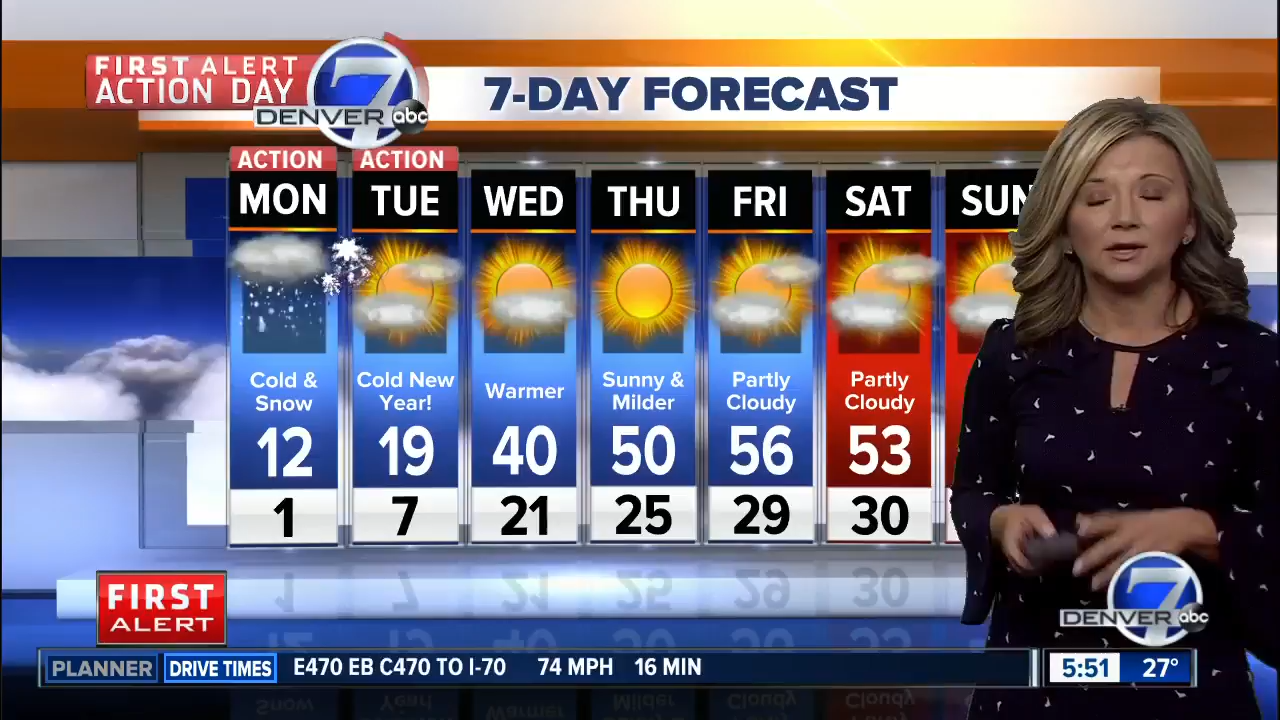 FIRST ALERT
ACTION DAY
7
DENVER abc
7-DAY FORECAST
ACTION ACTION
MON TUE WED THU FRI SAT SUN
Cold & Snow
Cold New Year!
Warmer
Sunny & Milder
Partly Cloudy
Partly Cloudy
12 19 40 50 56 53
1 7 21 25 29 30
FIRST
ALERT
7
DENVER abc
PLANNER DRIVE TIMES E470 EB C470 TO I-70 74 MPH 16 MIN 5:51 27°